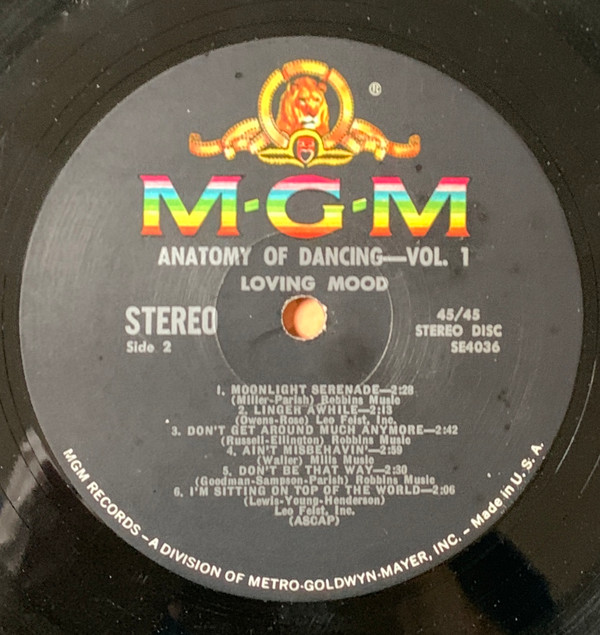 ®
M·G·M
ANATOMY OF DANCING—VOL. 1
LOVING MOOD
STEREO
Side 2
45/45
STEREO DISC
SE4036
1. MOONLIGHT SERENADE—2:28
(Miller-Parish) Robbins Music
2. LINGER AWHILE—2:13
(Owens-Rose) Leo Feist, Inc.
3. DON'T GET AROUND MUCH ANYMORE—2:42
(Russell-Ellington) Robbins Music
4. AIN'T MISBEHAVIN'—2:59
(Waller) Mills Music
5. DON'T BE THAT WAY—2:30
(Goodman-Sampson-Parish) Robbins Music
6. I'M SITTING ON TOP OF THE WORLD—2:06
(Lewis-Young-Henderson)
Leo Feist, Inc.
(ASCAP)
MGM RECORDS – A DIVISION OF METRO-GOLDWYN-MAYER, INC. – Made in U. S. A.